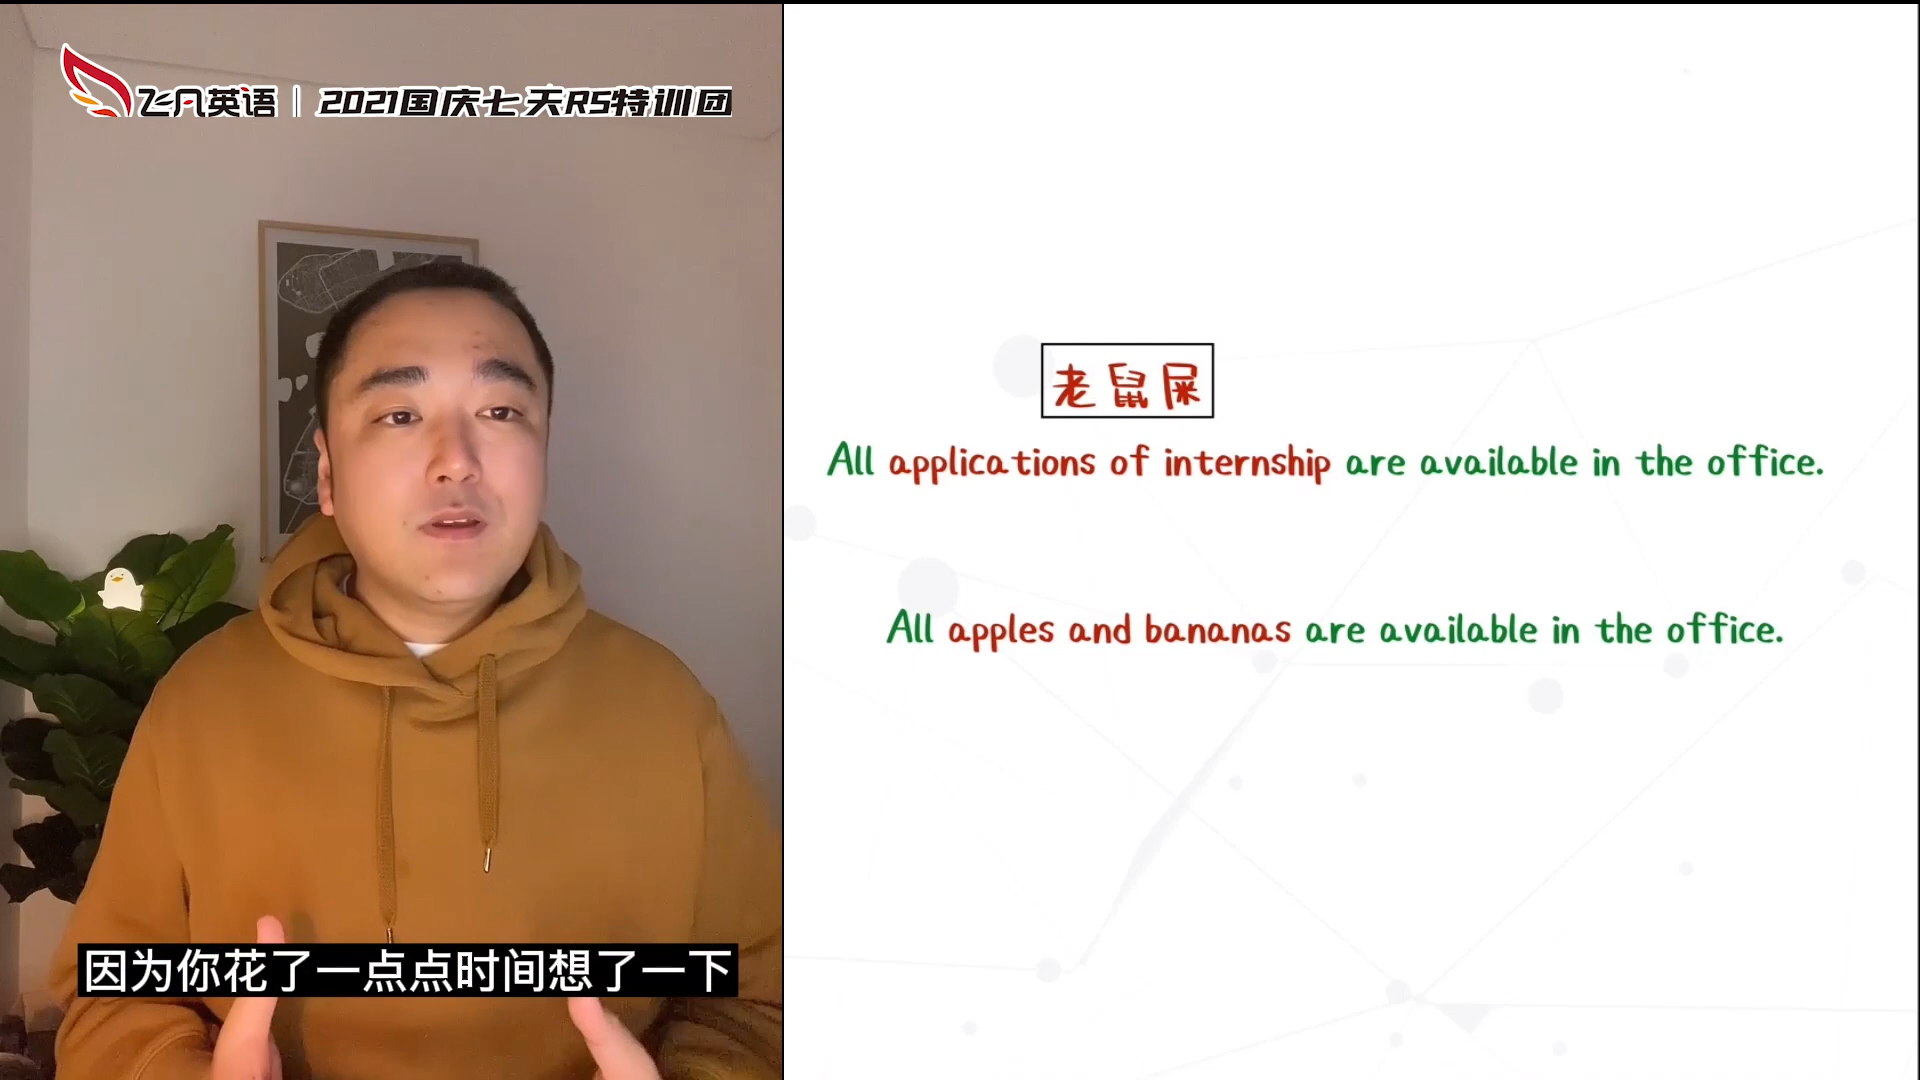 飞凡英语 | 2021国庆七天RS特训团
老鼠屎
All applications of internship are available in the office.
All apples and bananas are available in the office.
因为你花了一点点时间想了一下